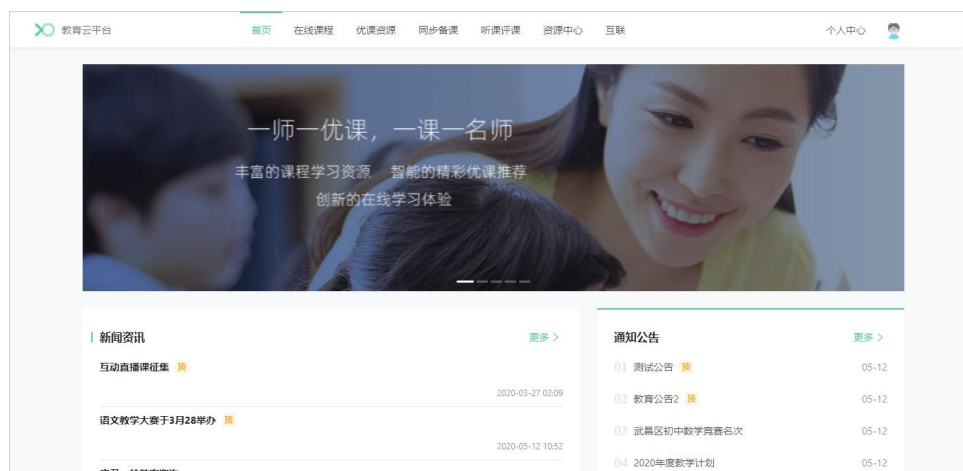 教育云平台
首页 在线课程 优课资源 同步备课 听课评课 资源中心 互联
个人中心
一师一优课，一课一名师
丰富的课程学习资源 智能的精彩优课推荐
创新的在线学习体验
新闻资讯
更多 >
互动直播课征集 顶
2020-03-27 02:09
语文教学大赛于3月28举办 顶
2020-05-12 10:52
通知公告
更多 >
01 测试公告 顶 05-12
02 教育公告2 顶 05-12
03 武昌区初中数学竞赛名次 05-12
04 2020年度教学计划 05-12